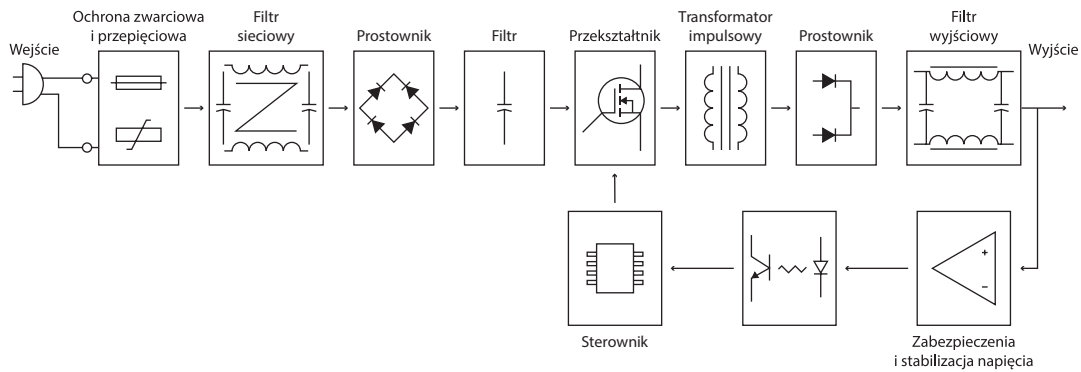 Wejście
Ochrona zwarciowa
i przepięciowa
Filtr
sieciowy
Prostownik
Filtr
Przekształtnik
Transformator
impulsowy
Prostownik
Filtr
wyjściowy
Wyjście
+
−
Sterownik
Zabezpieczenia
i stabilizacja napięcia